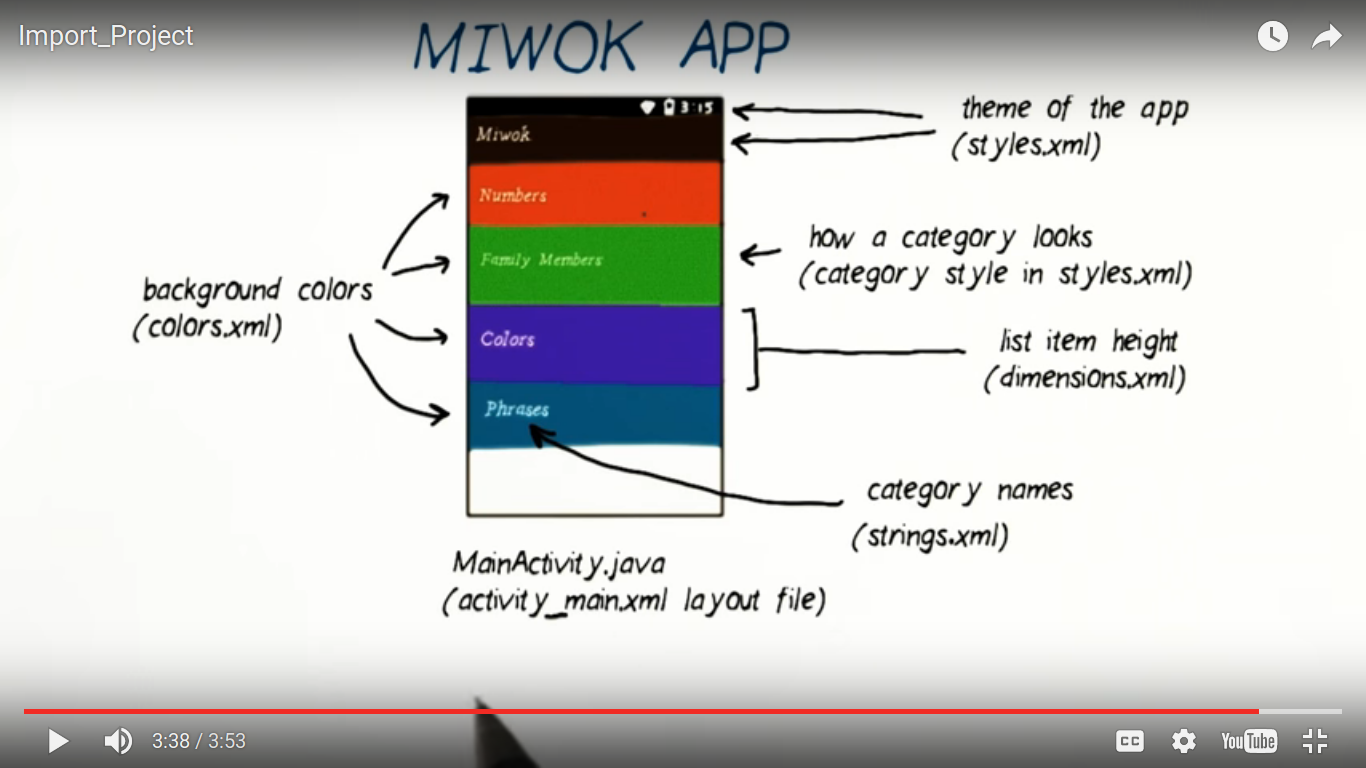 Import_Project
MIWOK APP
3:15
Miwok
Numbers
Family Members
Colors
Phrases
theme of the app
(styles.xml)
how a category looks
(category style in styles.xml)
background colors
(colors.xml)
list item height
(dimensions.xml)
category names
(strings.xml)
MainActivity.java
(activity_main.xml layout file)
3:38 / 3:53
CC
YouTube